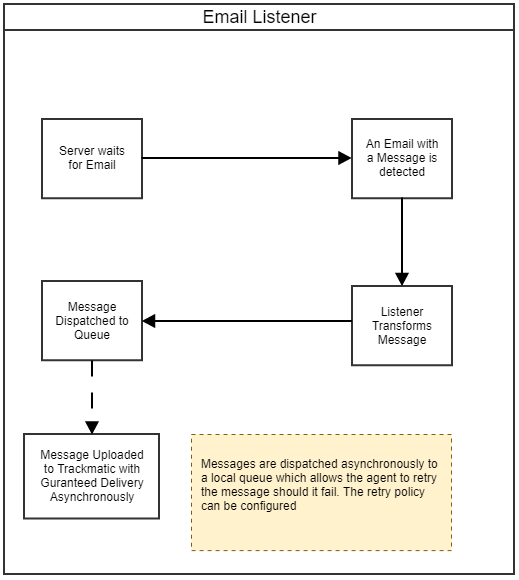 Email Listener
Server waits
for Email
An Email with
a Message is
detected
Message
Dispatched to
Queue
Listener
Transforms
Message
Message Uploaded
to Trackmatic with
Guranteed Delivery
Asynchronously
Messages are dispatched asynchronously to
a local queue which allows the agent to retry
the message should it fail. The retry policy
can be configured